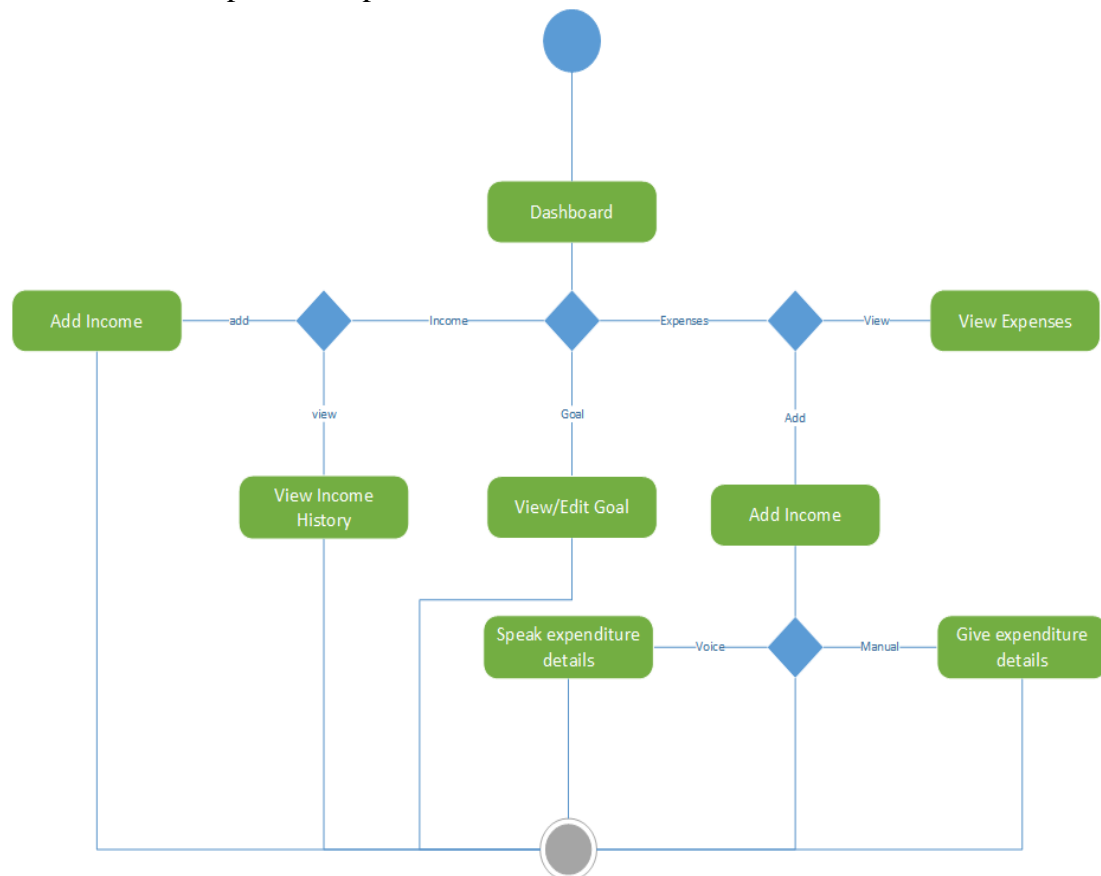 Dashboard
Add Income
add
Income
Expenses
View
View Expenses
view
Goal
Add
View Income
History
View/Edit Goal
Add Income
Speak expenditure
details
Voice
Manual
Give expenditure
details